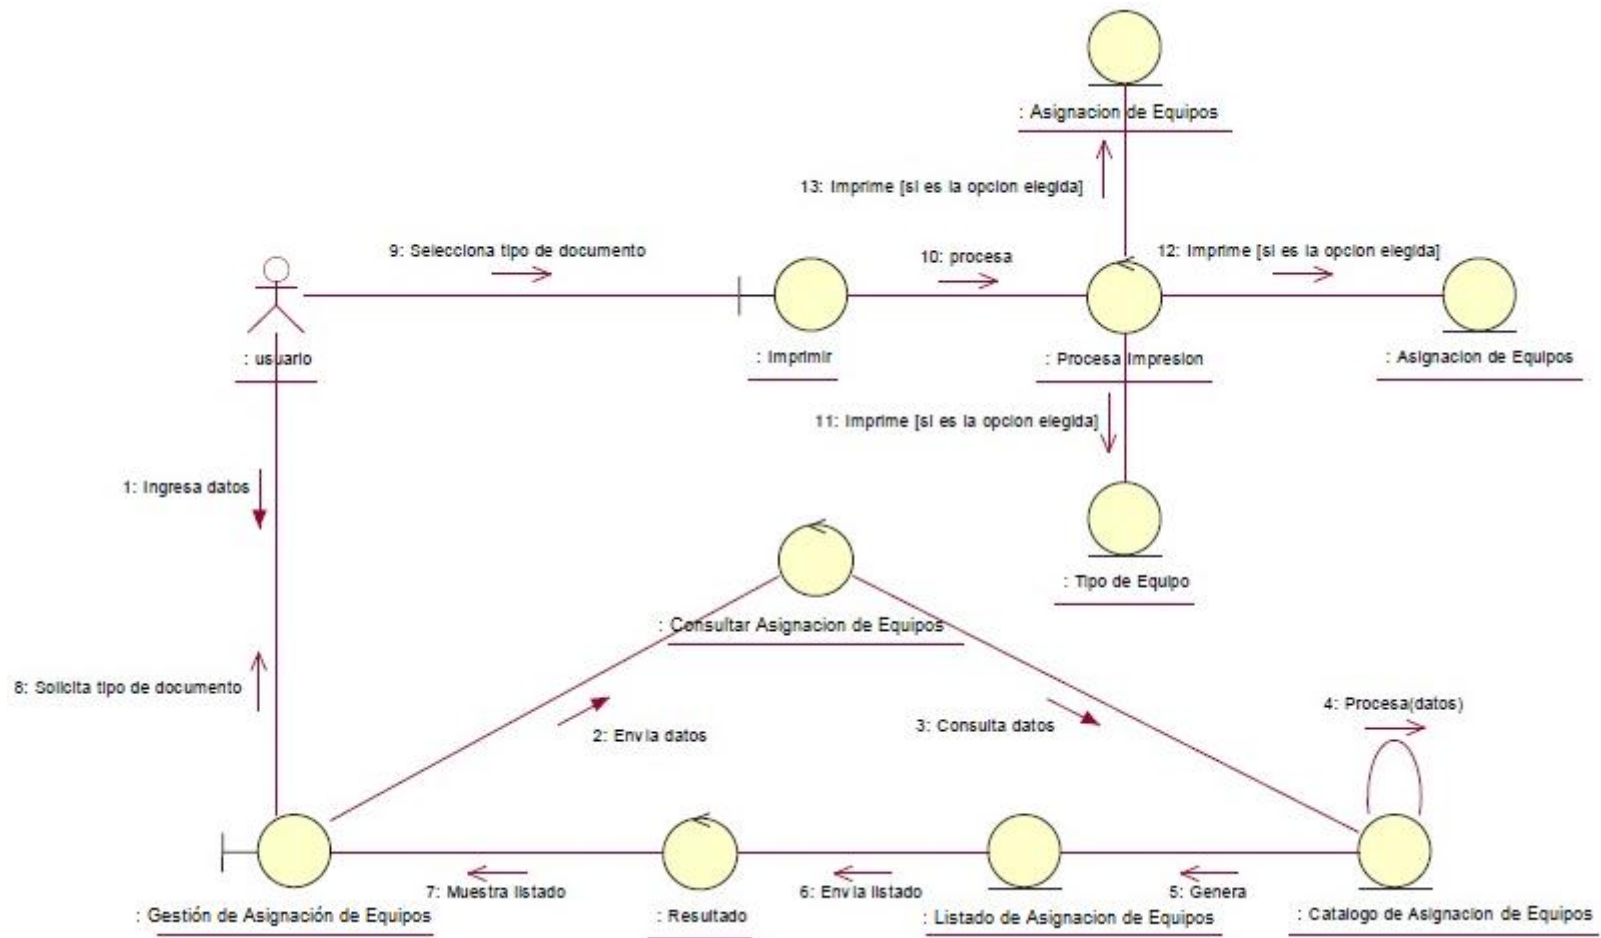 : Asignacion de Equipos
13: Imprime [si es la opcion elegida]
9: Selecciona tipo de documento
10: procesa
12: Imprime [si es la opcion elegida]
: usuario
: Imprimir
: Procesa Impresion
: Asignacion de Equipos
11: Imprime [si es la opcion elegida]
1: Ingresa datos
: Tipo de Equipo
: Consultar Asignacion de Equipos
8: Solicita tipo de documento
2: Envia datos
3: Consulta datos
4: Procesa(datos)
7: Muestra listado
6: Envia listado
5: Genera
: Gestión de Asignación de Equipos
: Resultado
: Listado de Asignacion de Equipos
: Catalogo de Asignacion de Equipos